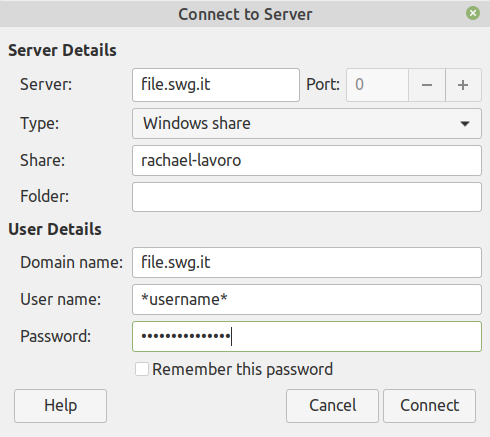 Connect to Server
Server Details
Server: file.swg.it Port: 0 − +
Type: Windows share
Share: rachael-lavoro
Folder:
User Details
Domain name: file.swg.it
User name: *username*
Password: •••••••••••••••
Remember this password
Help Cancel Connect